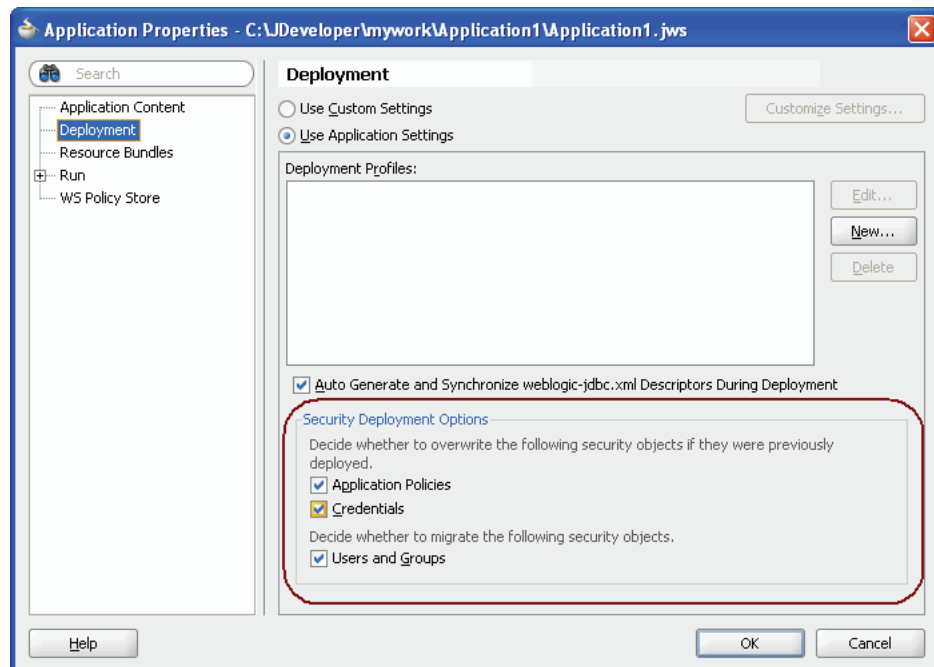 Application Properties - C:\JDeveloper\mywork\Application1\Application1.jws
Search
Application Content
Deployment
Resource Bundles
Run
WS Policy Store
Deployment
Use Custom Settings
Customize Settings...
Use Application Settings
Deployment Profiles:
Edit...
New...
Delete
Auto Generate and Synchronize weblogic-jdbc.xml Descriptors During Deployment
Security Deployment Options
Decide whether to overwrite the following security objects if they were previously
deployed.
Application Policies
Credentials
Decide whether to migrate the following security objects.
Users and Groups
Help
OK
Cancel